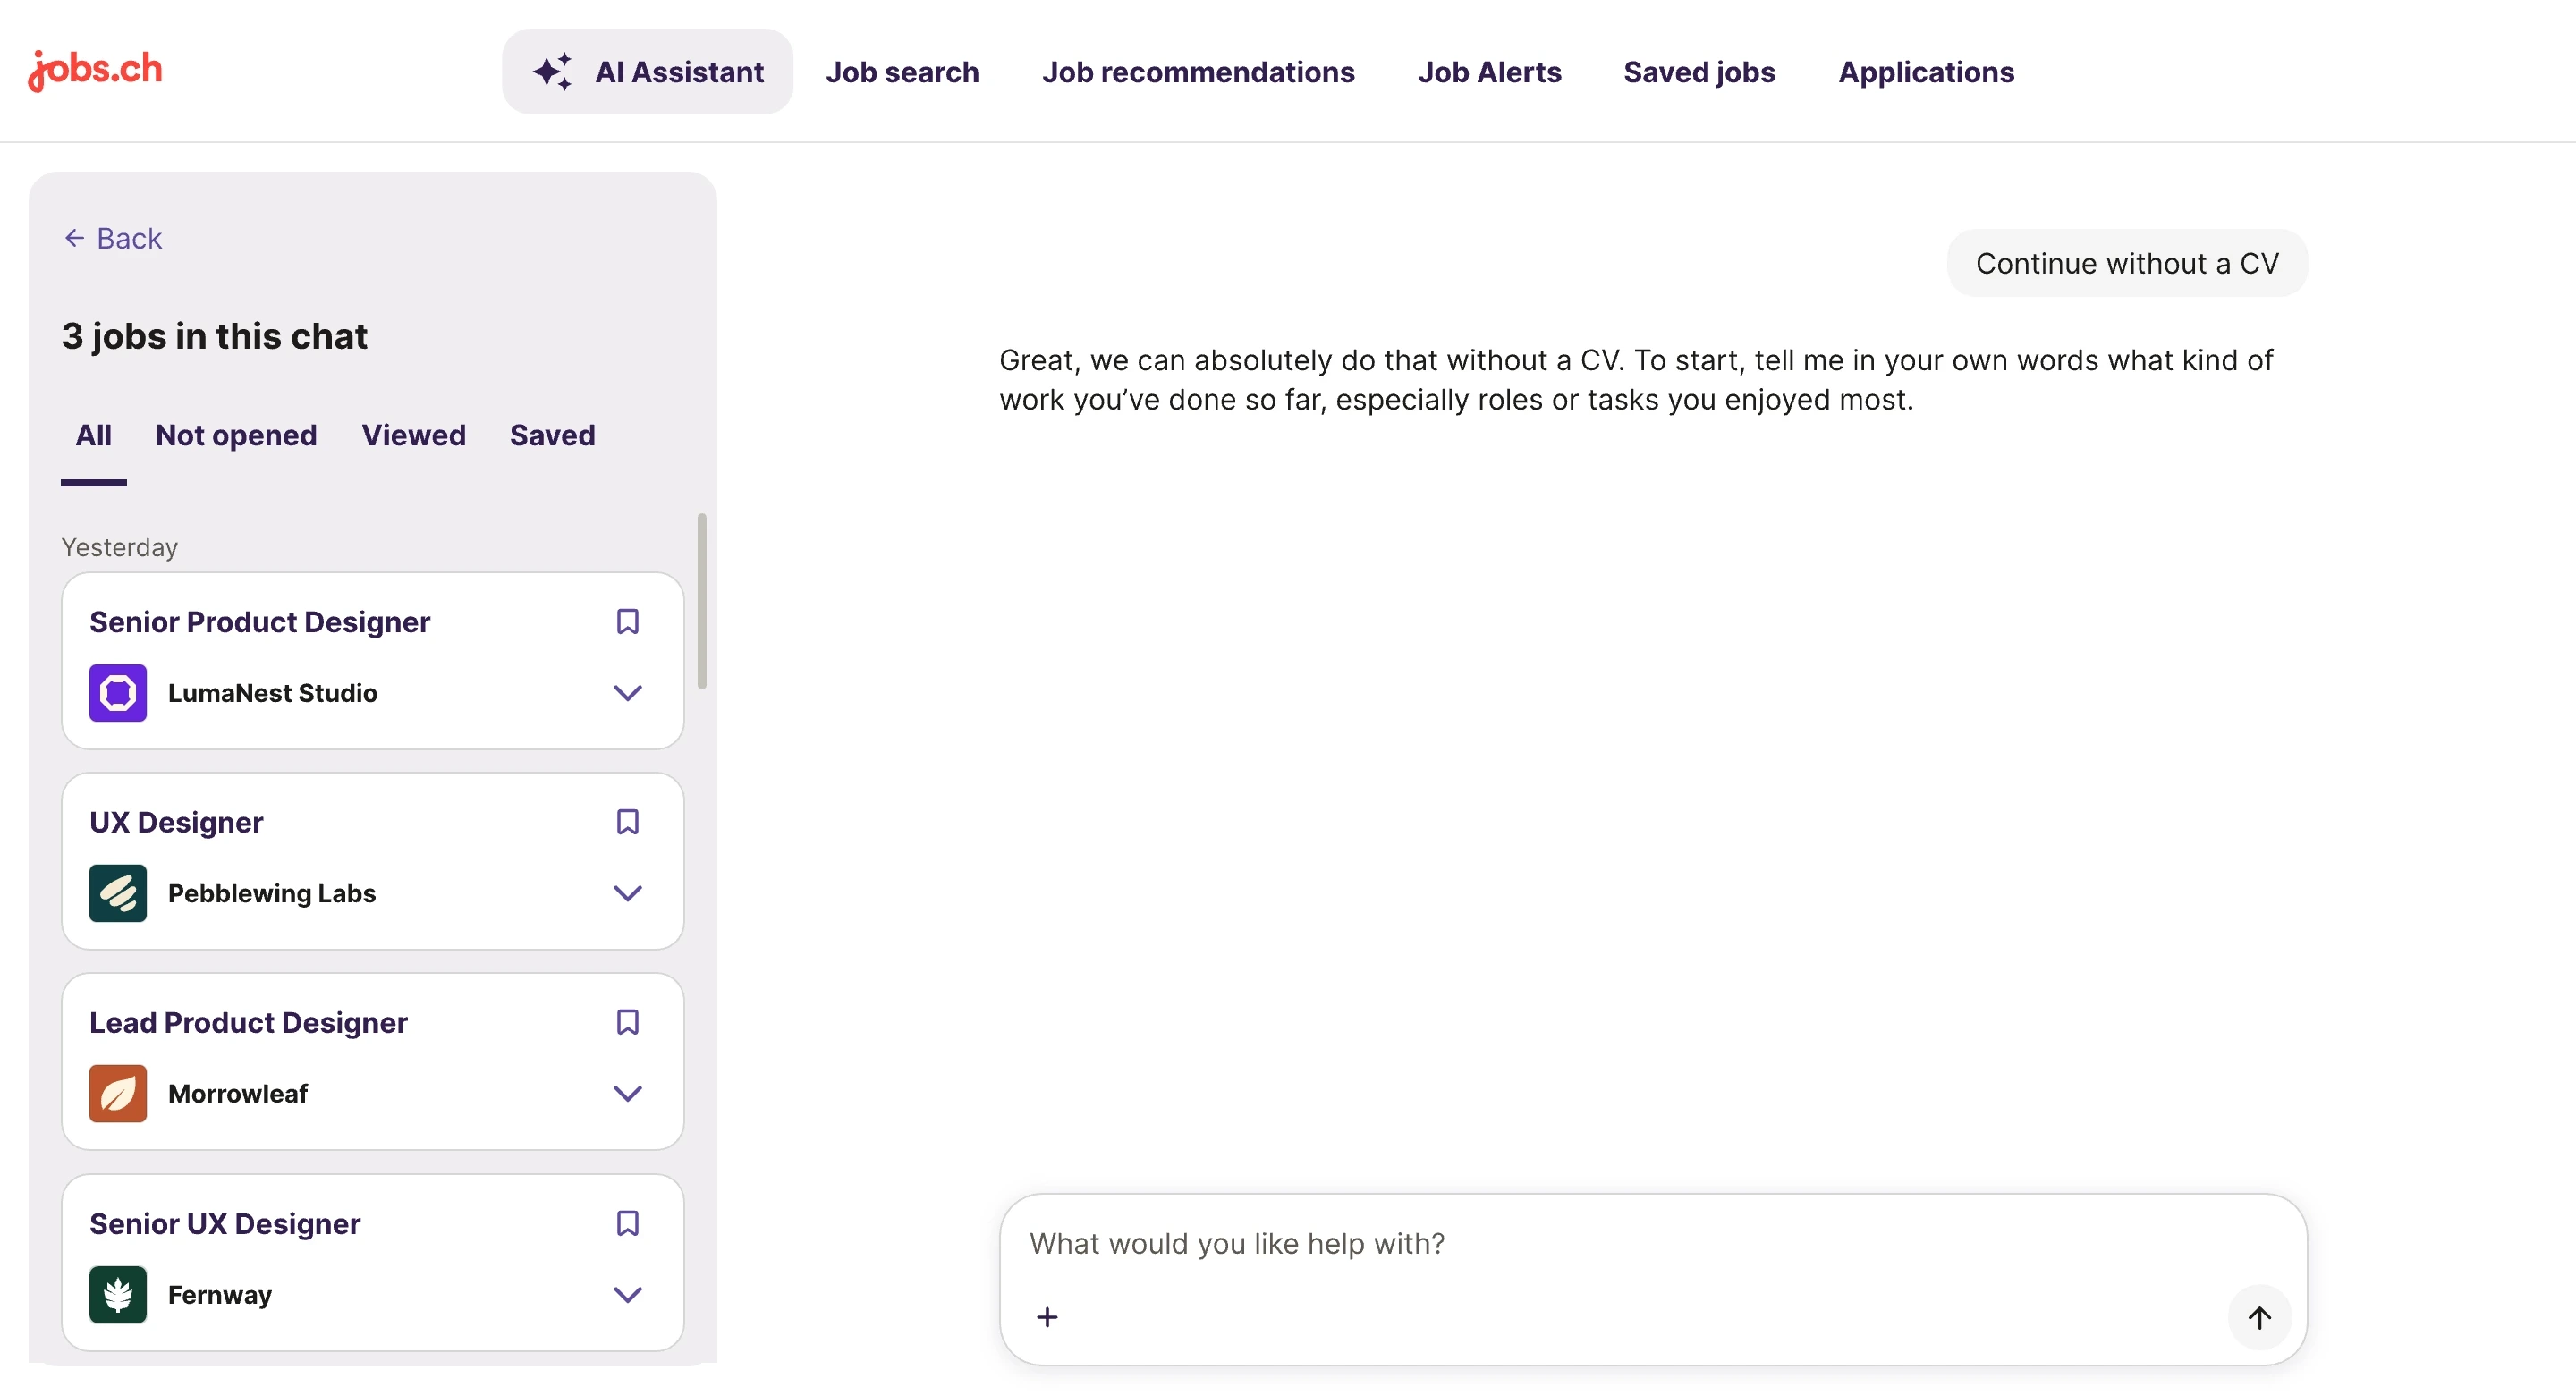 jobs.ch
AI Assistant
Job search
Job recommendations
Job Alerts
Saved jobs
Applications
← Back
3 jobs in this chat
All
Not opened
Viewed
Saved
Yesterday
Senior Product Designer
LumaNest Studio
UX Designer
Pebblewing Labs
Lead Product Designer
Morrowleaf
Senior UX Designer
Fernway
Continue without a CV
Great, we can absolutely do that without a CV. To start, tell me in your own words what kind of
work you’ve done so far, especially roles or tasks you enjoyed most.
What would you like help with?